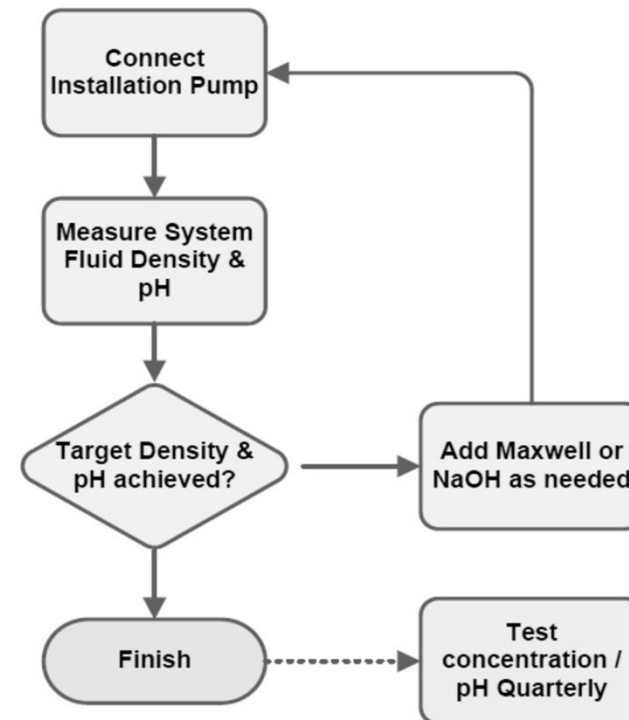 Connect
Installation Pump
Measure System
Fluid Density &
pH
Target Density &
pH achieved?
Add Maxwell or
NaOH as needed
Finish
Test
concentration /
pH Quarterly